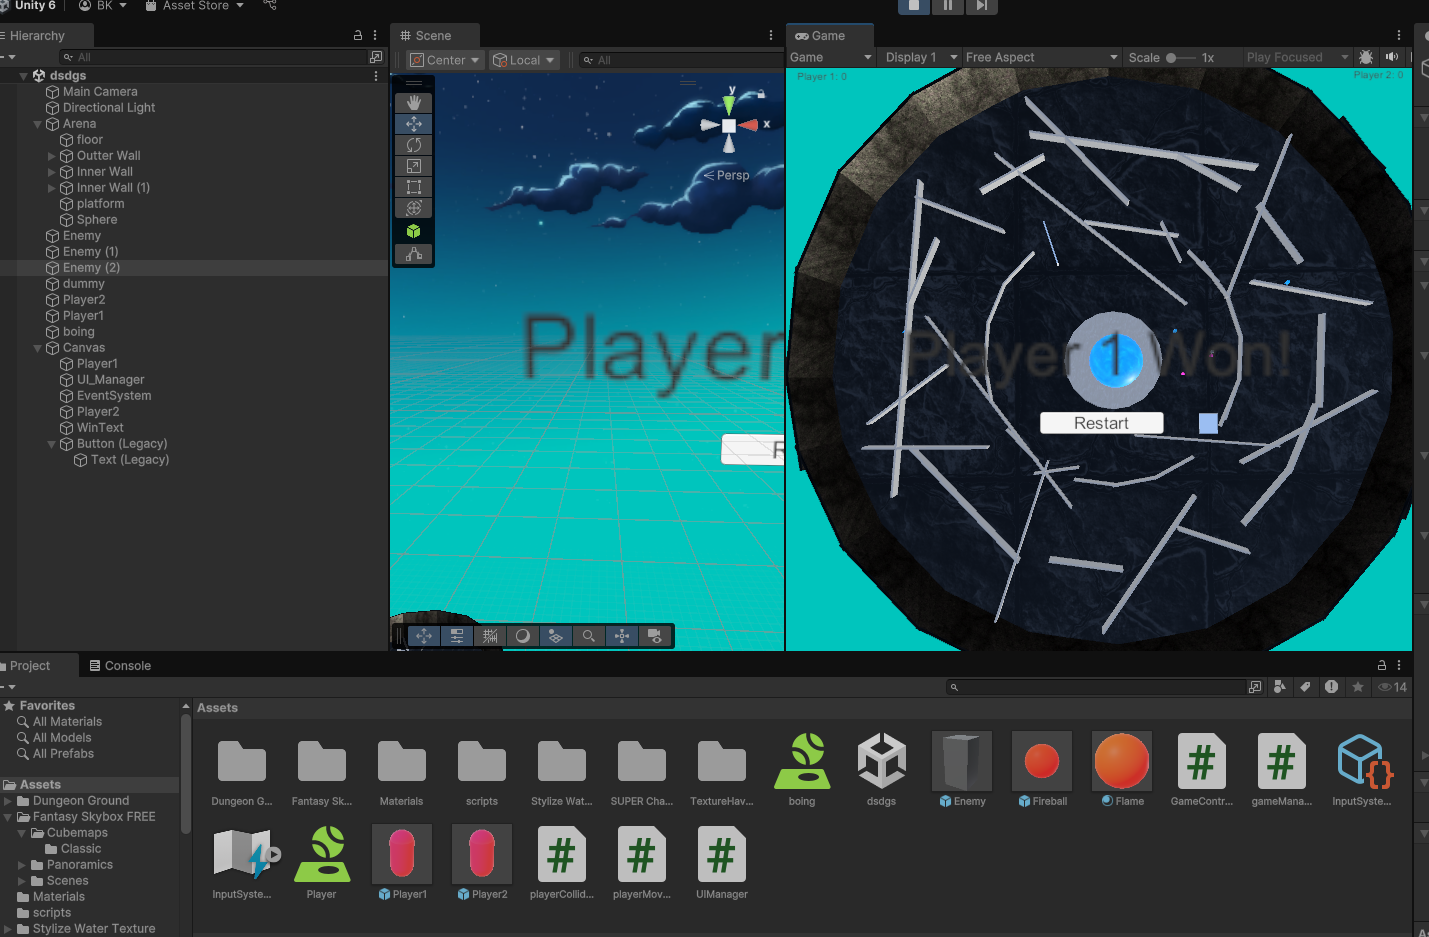 Unity 6
BK
Asset Store
Hierarchy
All
dsdgs
Main Camera
Directional Light
Arena
floor
Outter Wall
Inner Wall
Inner Wall (1)
platform
Sphere
Enemy
Enemy (1)
Enemy (2)
dummy
Player2
Player1
boing
Canvas
Player1
UI_Manager
EventSystem
Player2
WinText
Button (Legacy)
Text (Legacy)
Scene
Center
Local
All
y
x
Persp
Player
R
Game
Game
Display 1
Free Aspect
Scale
1x
Play Focused
Player 1: 0
Player 2: 0
Player 1 Won!
Restart
Project
Console
14
Favorites
All Materials
All Models
All Prefabs
Assets
Dungeon Ground
Fantasy Skybox FREE
Cubemaps
Classic
Panoramics
Scenes
Materials
scripts
Stylize Water Texture
Assets
Dungeon G...
Fantasy Sk...
Materials
scripts
Stylize Wat...
SUPER Cha...
TextureHav...
boing
dsdgs
Enemy
Fireball
Flame
GameContr...
gameMana...
InputSyste...
InputSyste...
Player
Player1
Player2
playerCollid...
playerMov...
UIManager
As